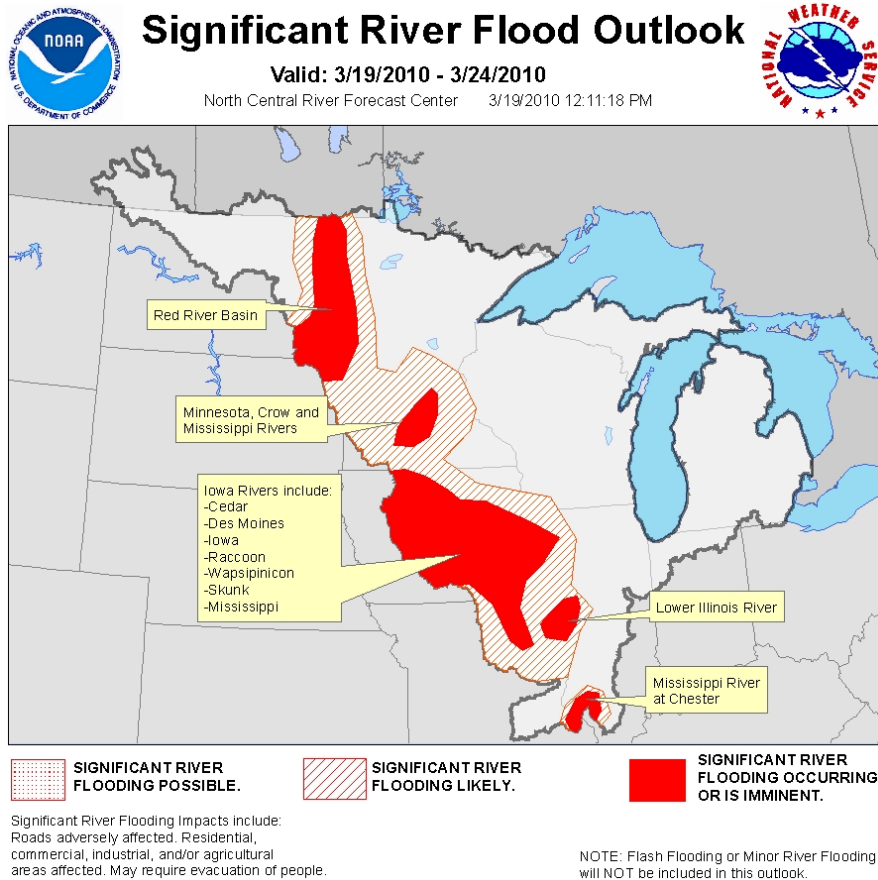 NATIONAL OCEANIC AND ATMOSPHERIC ADMINISTRATION
NOAA
U.S. DEPARTMENT OF COMMERCE
Significant River Flood Outlook
Valid: 3/19/2010 - 3/24/2010
North Central River Forecast Center 3/19/2010 12:11:18 PM
NATIONAL WEATHER SERVICE
Red River Basin
Minnesota, Crow and
Mississippi Rivers
Iowa Rivers include:
-Cedar
-Des Moines
-Iowa
-Raccoon
-Wapsipinicon
-Skunk
-Mississippi
Lower Illinois River
Mississippi River
at Chester
SIGNIFICANT RIVER
FLOODING POSSIBLE.
SIGNIFICANT RIVER
FLOODING LIKELY.
SIGNIFICANT RIVER
FLOODING OCCURRING
OR IS IMMINENT.
Significant River Flooding Impacts include:
Roads adversely affected. Residential,
commercial, industrial, and/or agricultural
areas affected. May require evacuation of people.
NOTE: Flash Flooding or Minor River Flooding
will NOT be included in this outlook.